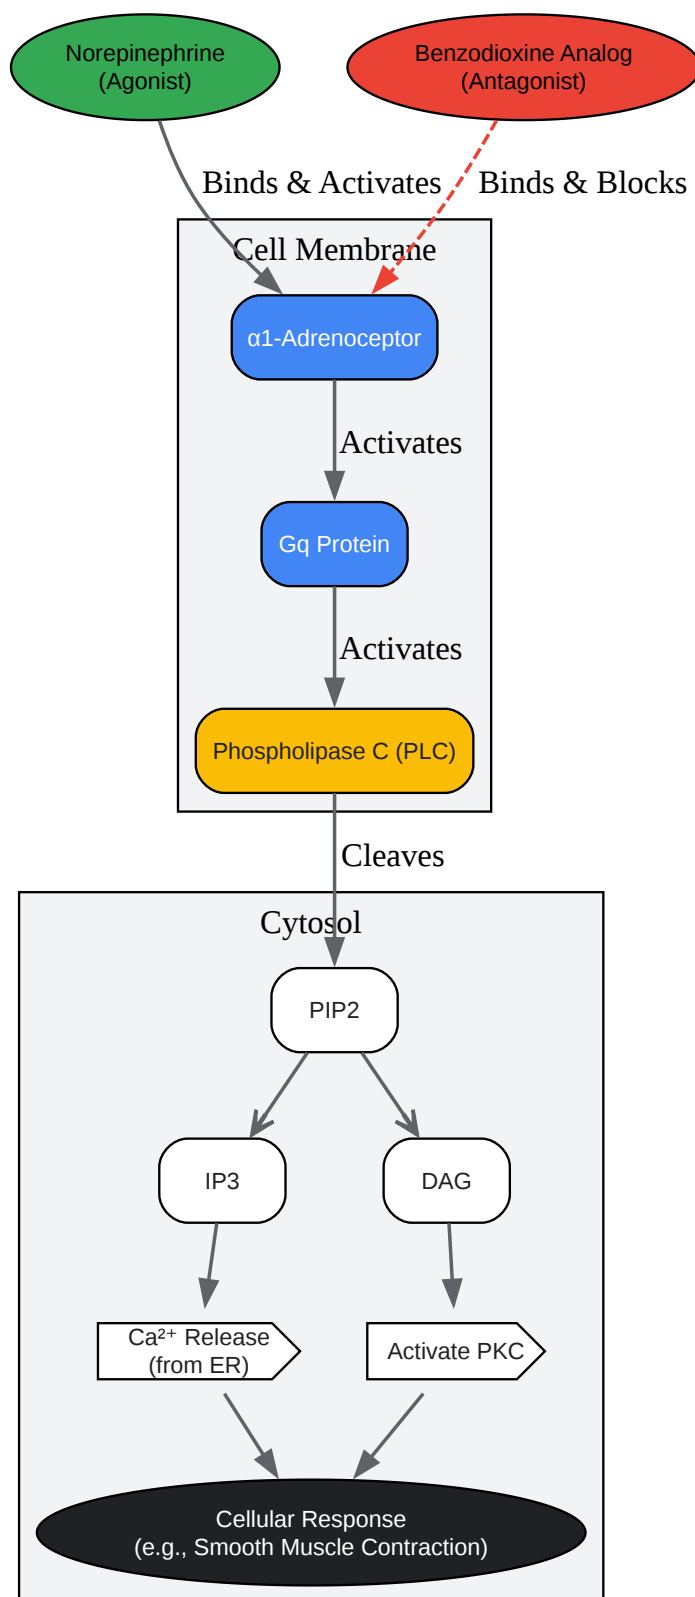 Norepinephrine
(Agonist)
Benzodioxine Analog
(Antagonist)
Binds & Activates
Binds & Blocks
Cell Membrane
α1-Adrenoceptor
Activates
Gq Protein
Activates
Phospholipase C (PLC)
Cleaves
Cytosol
PIP2
IP3
DAG
Ca²⁺ Release
(from ER)
Activate PKC
Cellular Response
(e.g., Smooth Muscle Contraction)